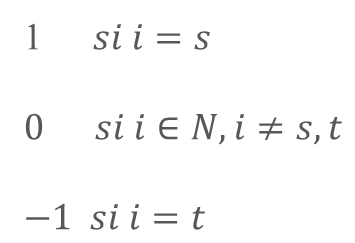 1 si i = s
0 si i ∈ N, i ≠ s, t
−1 si i = t